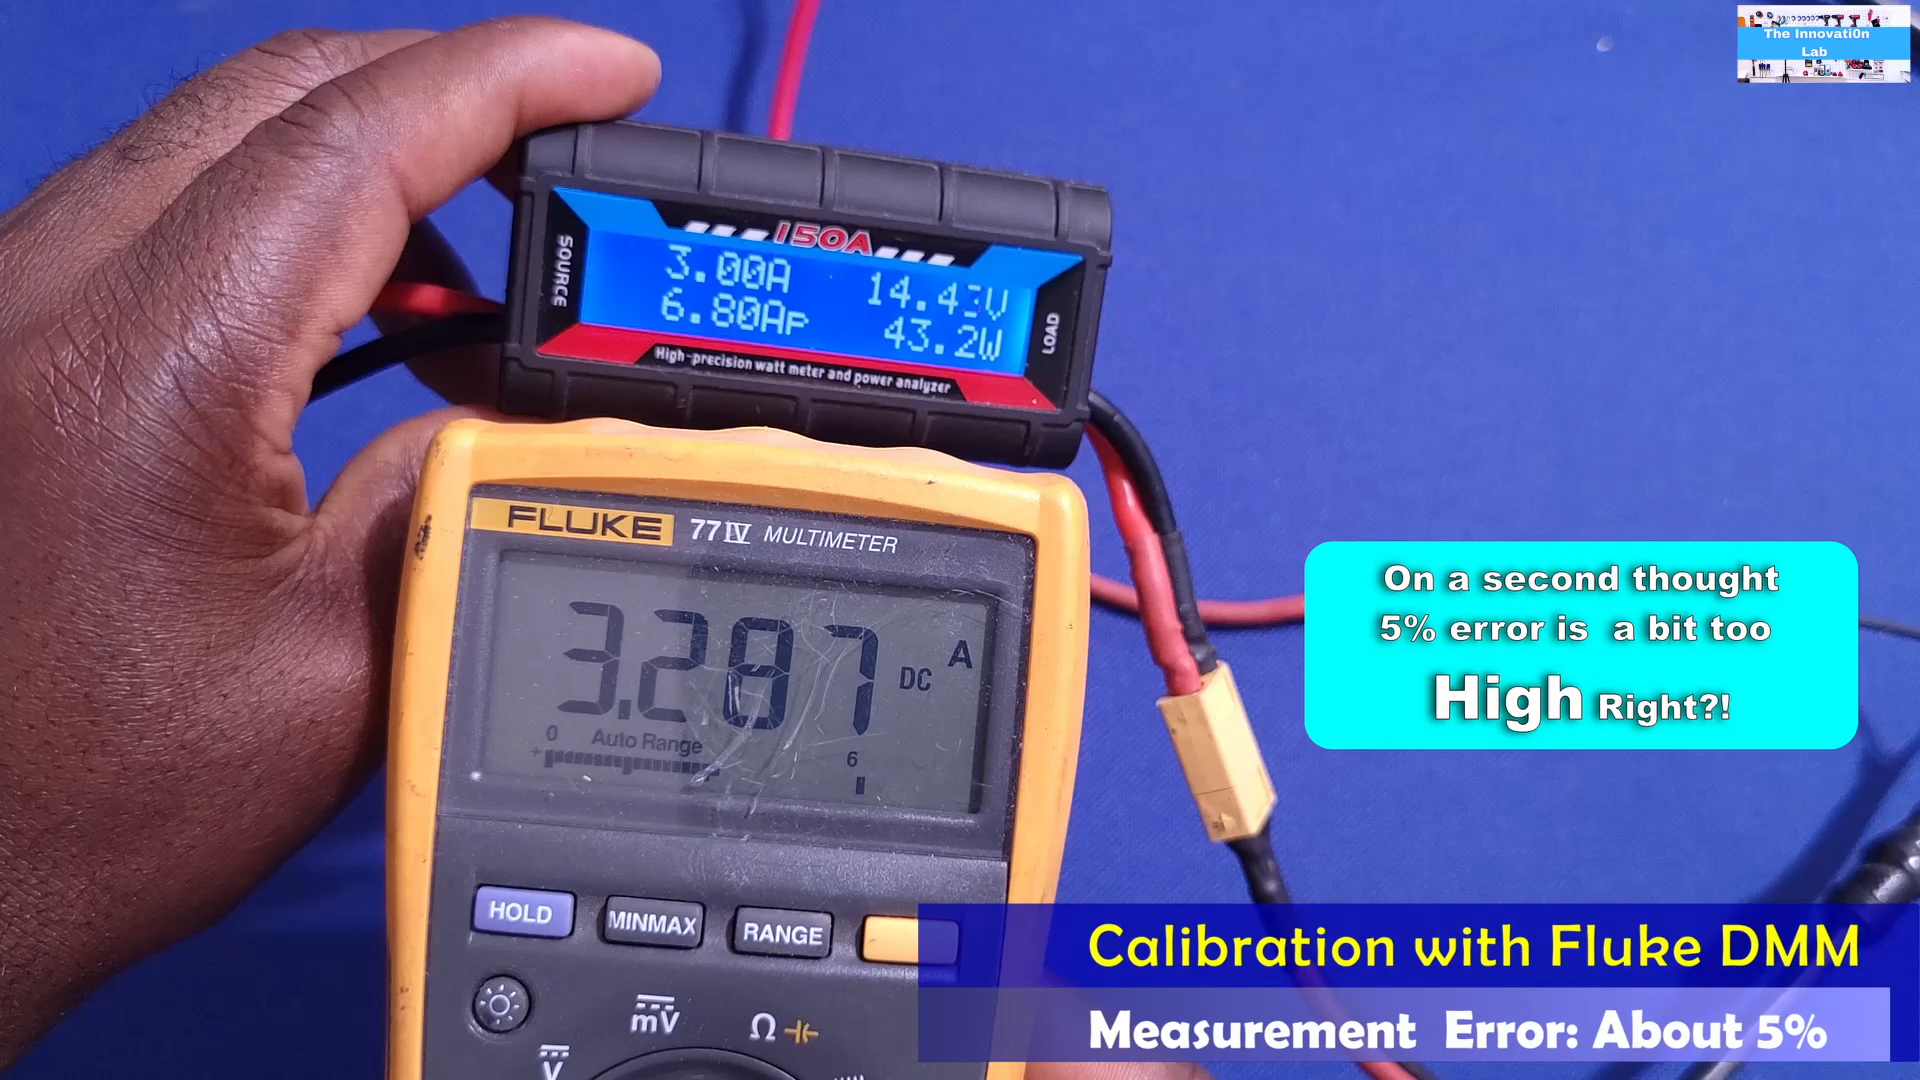 The Innovati0n
Lab
150A
SOURCE
3.00A 14.43V
6.80Ap 43.2W
LOAD
High-precision watt meter and power analyzer
FLUKE 77 IV MULTIMETER
3.287 DC A
0 Auto Range 6
HOLD MINMAX RANGE
mV Ω
V
On a second thought
5% error is a bit too
High Right?!
Calibration with Fluke DMM
Measurement Error: About 5%